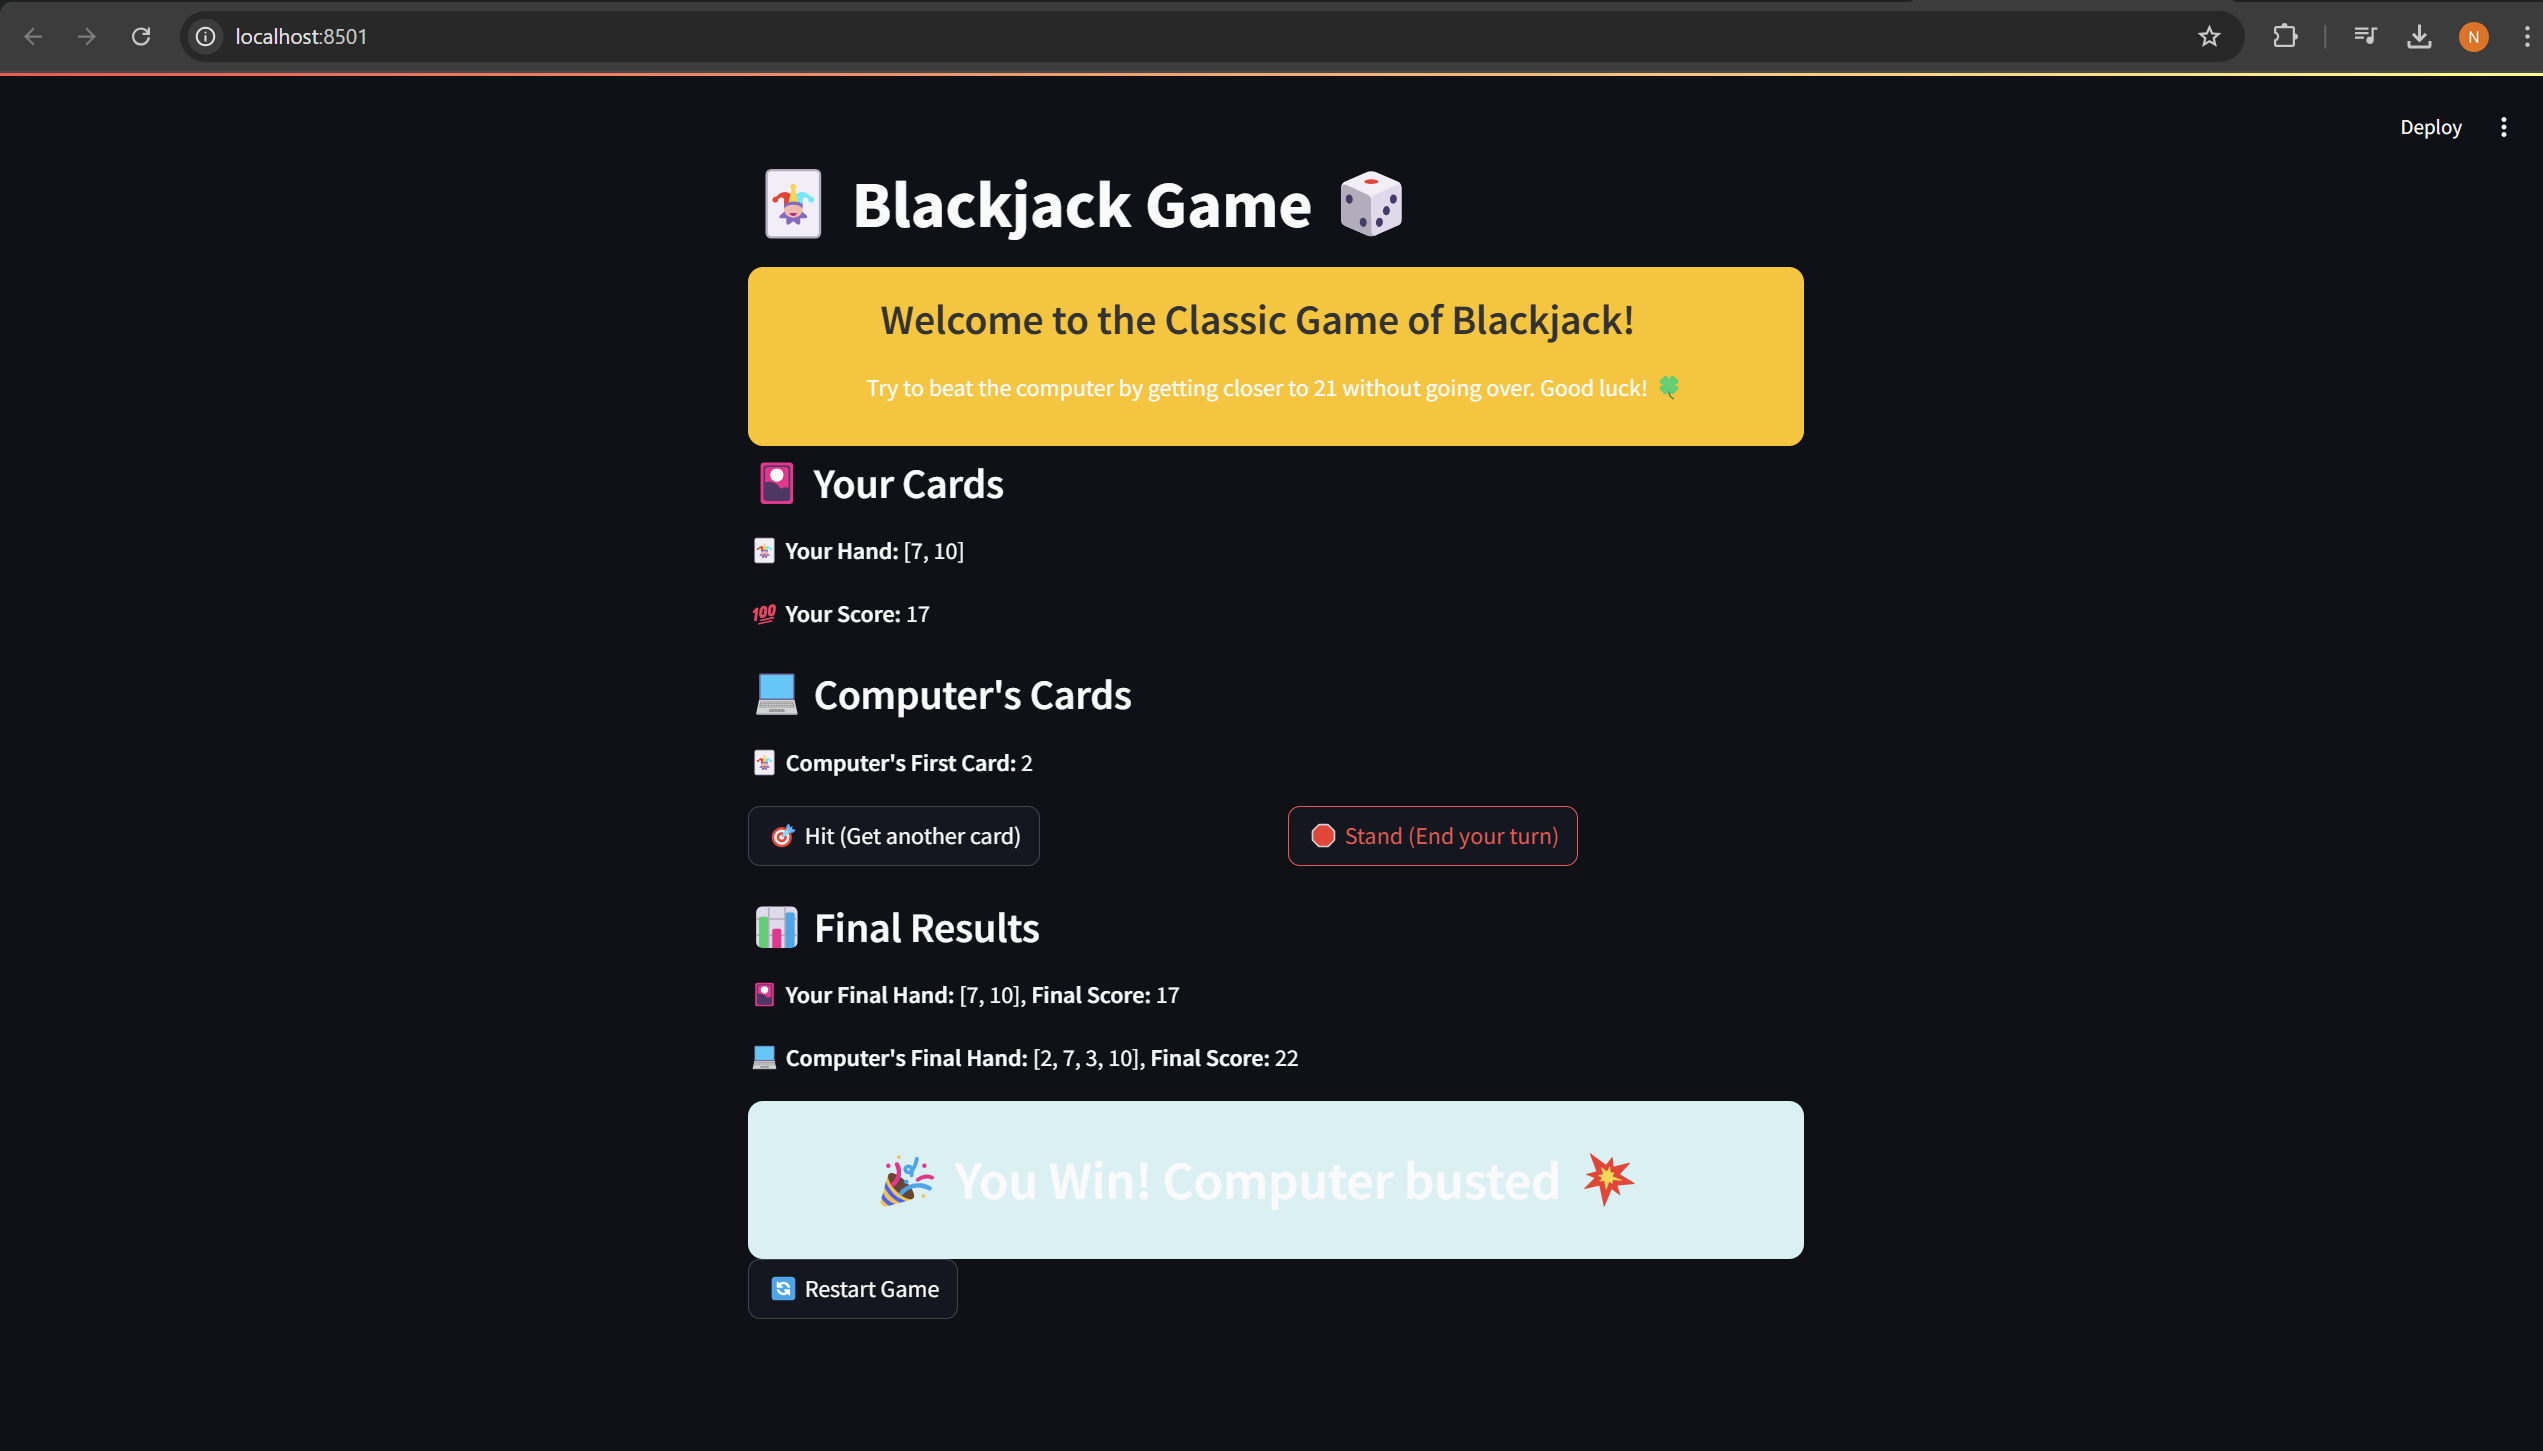 localhost:8501
N
Deploy
🃏 Blackjack Game 🎲
Welcome to the Classic Game of Blackjack!
Try to beat the computer by getting closer to 21 without going over. Good luck! 🍀
🎴 Your Cards
🃏 Your Hand: [7, 10]
💯 Your Score: 17
💻 Computer's Cards
🃏 Computer's First Card: 2
🎯 Hit (Get another card)
🛑 Stand (End your turn)
📊 Final Results
🎴 Your Final Hand: [7, 10], Final Score: 17
💻 Computer's Final Hand: [2, 7, 3, 10], Final Score: 22
🎉 You Win! Computer busted 💥
🔄 Restart Game